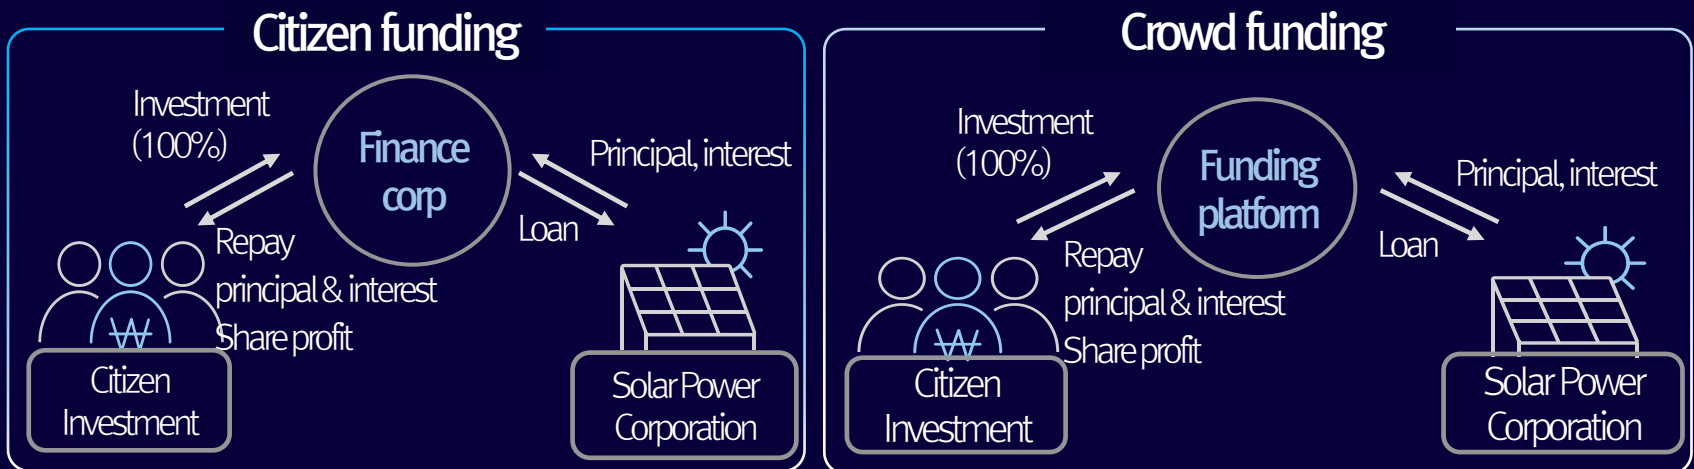 Citizen funding
Investment
(100%)
Finance
corp
Principal, interest
Loan
Repay
principal & interest
Share profit
₩
Citizen
Investment
Solar Power
Corporation
Crowd funding
Investment
(100%)
Funding
platform
Principal, interest
Loan
Repay
principal & interest
Share profit
₩
Citizen
Investment
Solar Power
Corporation